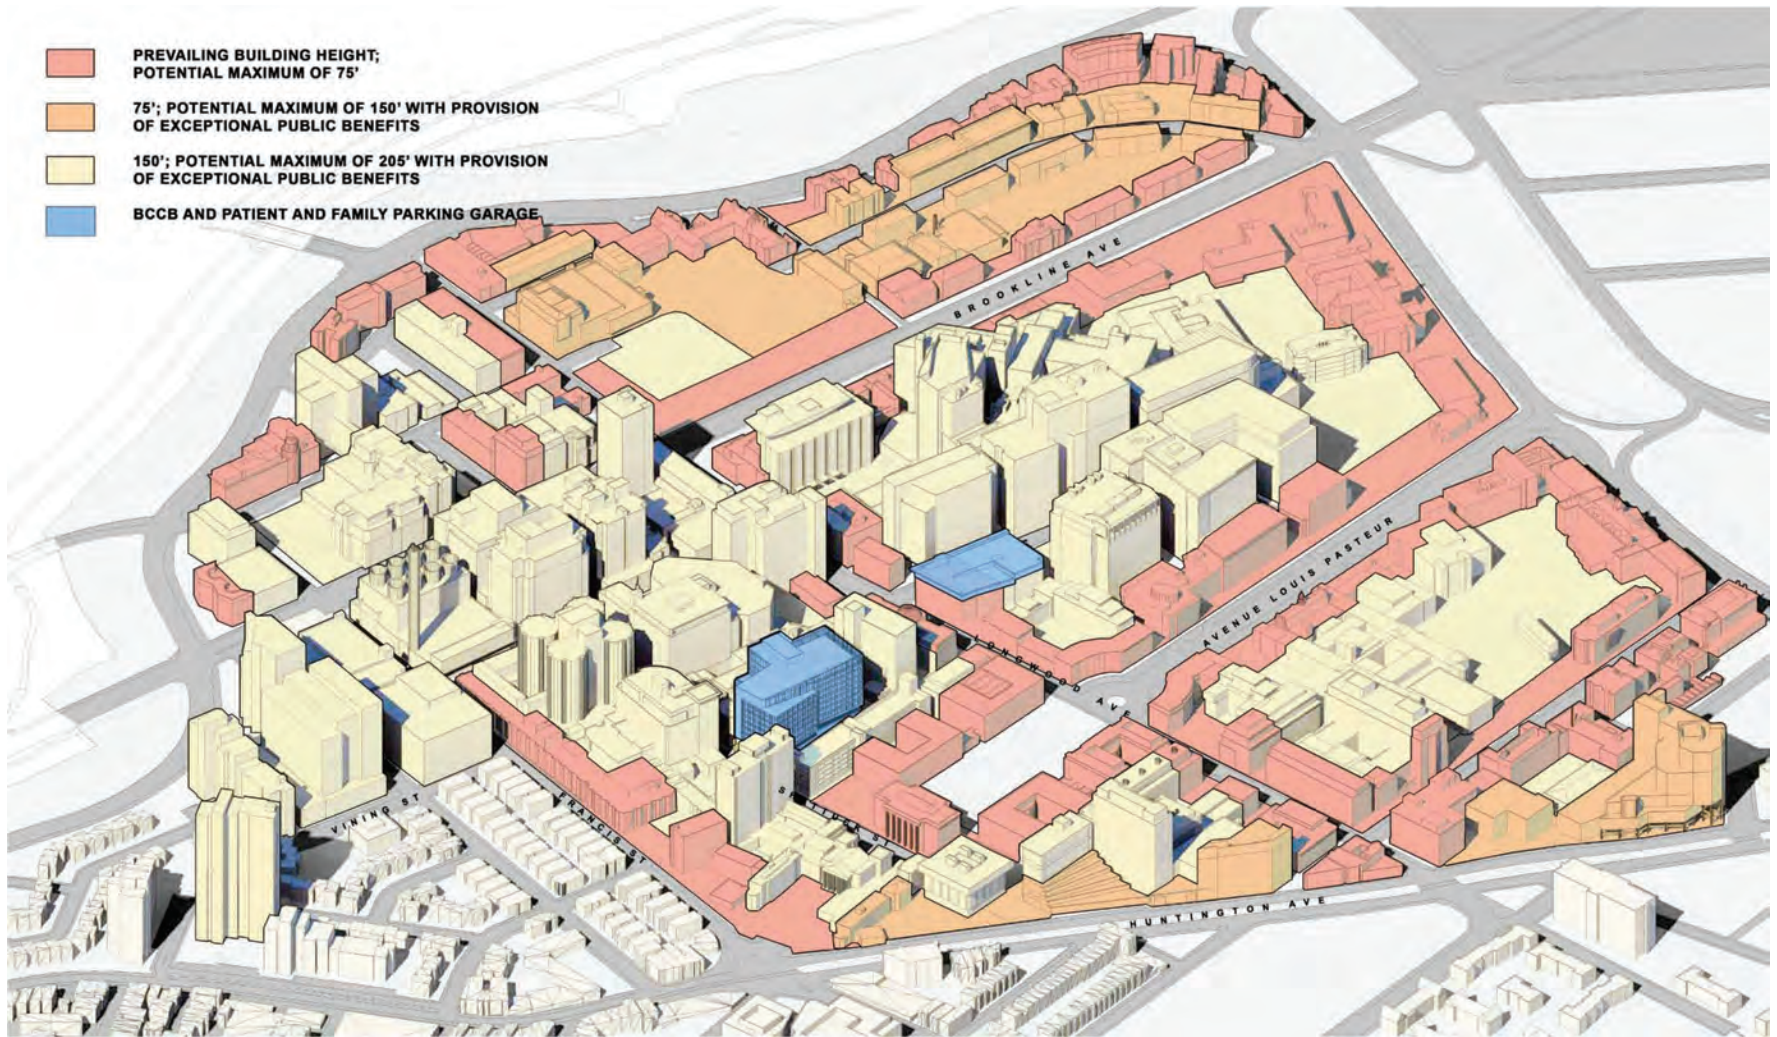 PREVAILING BUILDING HEIGHT;
POTENTIAL MAXIMUM OF 75'
75'; POTENTIAL MAXIMUM OF 150' WITH PROVISION
OF EXCEPTIONAL PUBLIC BENEFITS
150'; POTENTIAL MAXIMUM OF 205' WITH PROVISION
OF EXCEPTIONAL PUBLIC BENEFITS
BCCB AND PATIENT AND FAMILY PARKING GARAGE
BROOKLINE AVE
AVENUE LOUIS PASTEUR
LONGWOOD AVE
VINING ST
FRANCIS ST
HUNTINGTON AVE